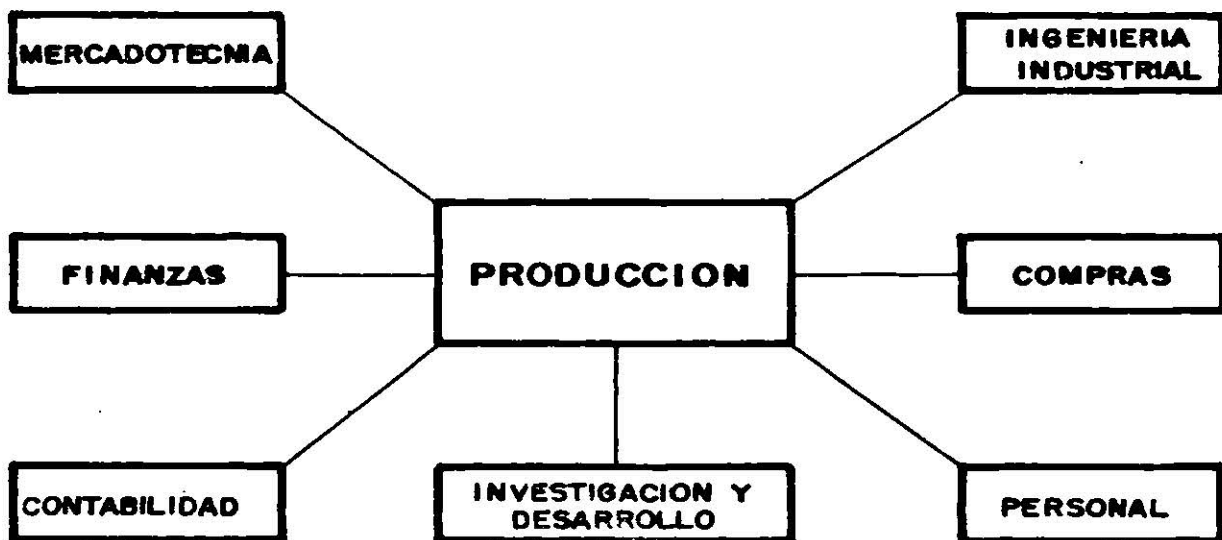 MERCADOTECNIA
INGENIERIA
INDUSTRIAL
FINANZAS
PRODUCCION
COMPRAS
CONTABILIDAD
INVESTIGACION Y
DESARROLLO
PERSONAL